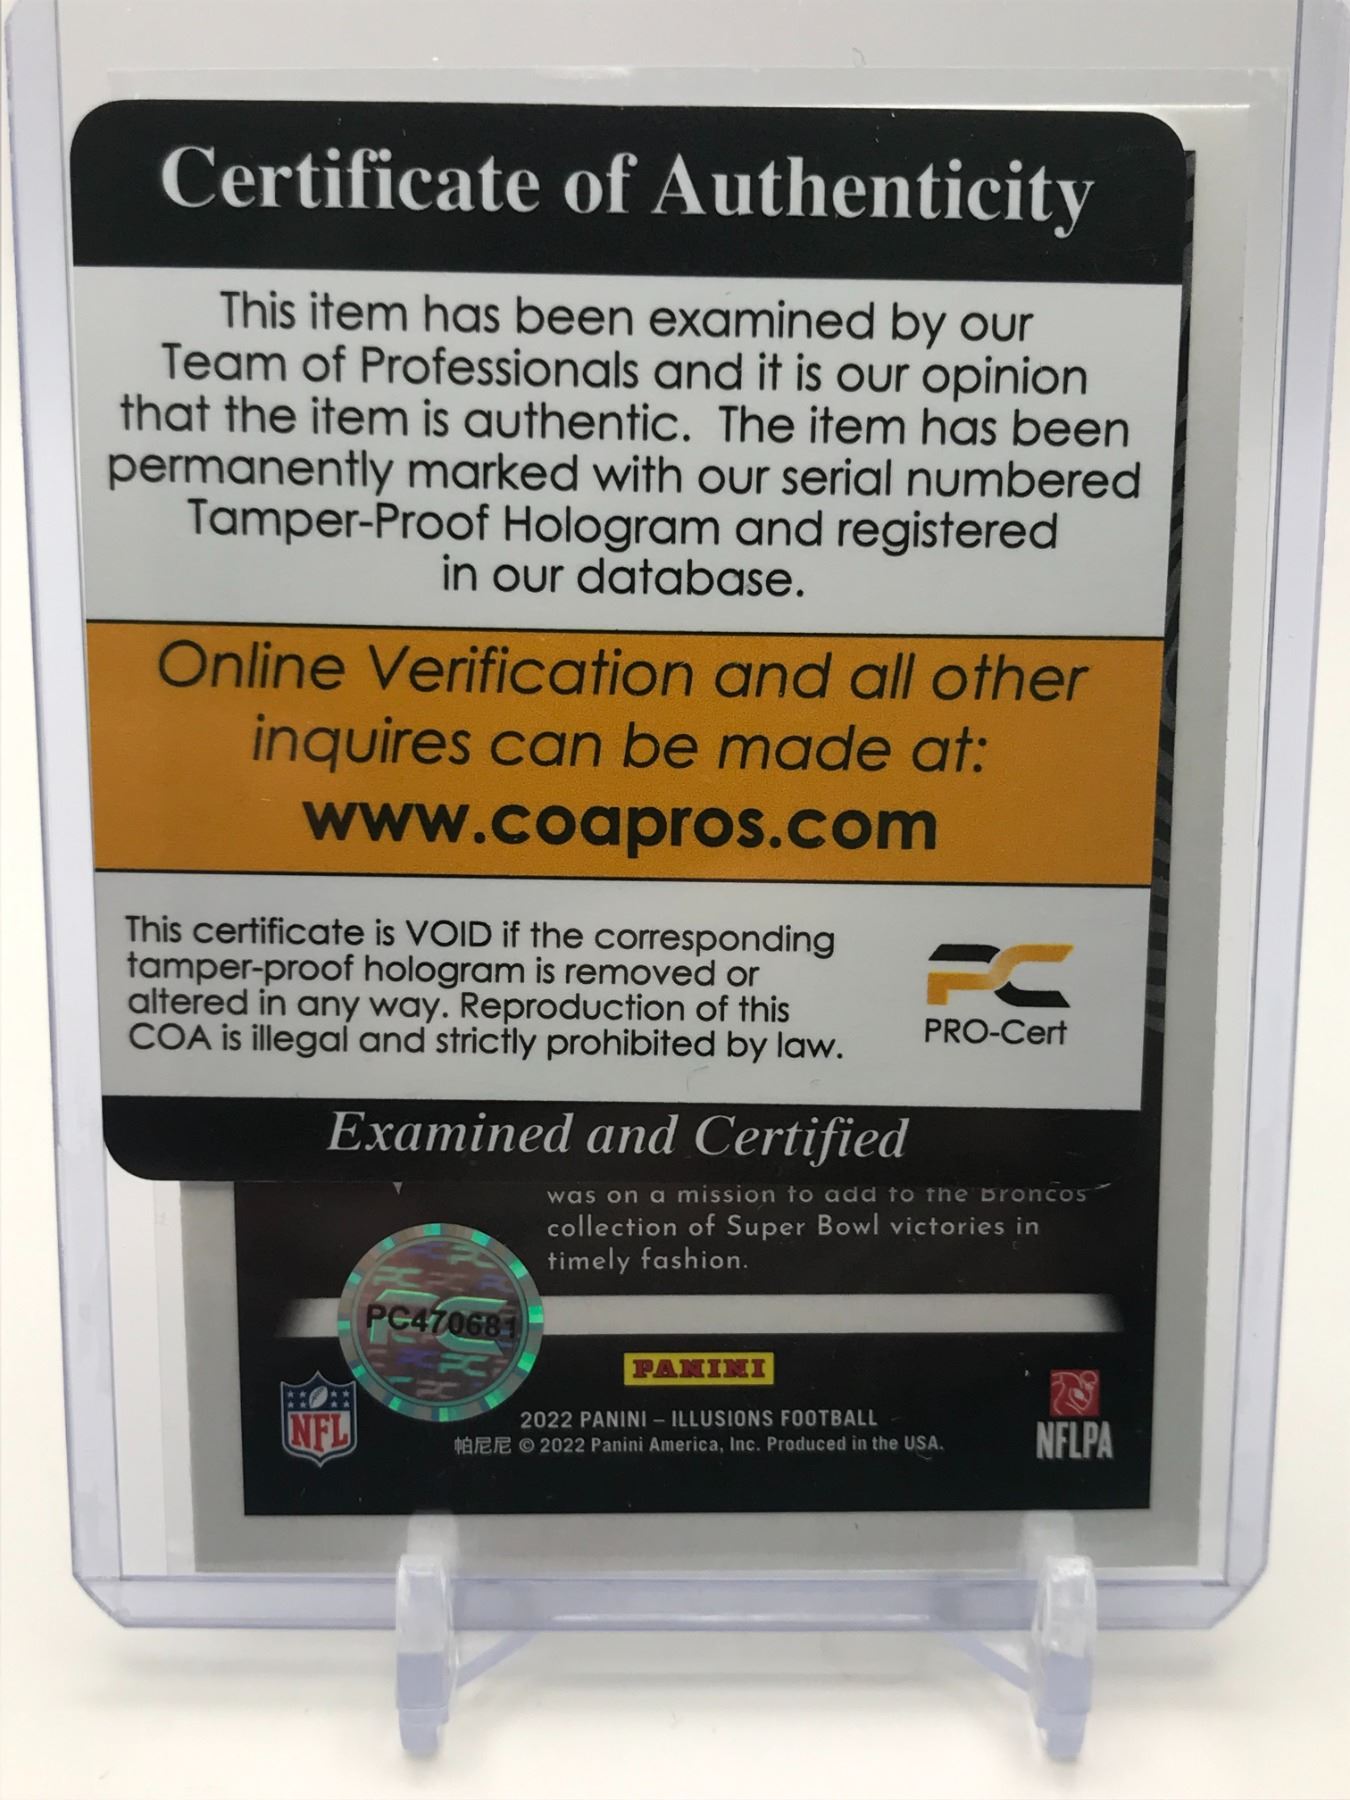 Certificate of Authenticity
This item has been examined by our
Team of Professionals and it is our opinion
that the item is authentic. The item has been
permanently marked with our serial numbered
Tamper-Proof Hologram and registered
in our database.
Online Verification and all other
inquires can be made at:
www.coapros.com
This certificate is VOID if the corresponding
tamper-proof hologram is removed or
altered in any way. Reproduction of this
COA is illegal and strictly prohibited by law.
PC
PRO-Cert
Examined and Certified
was on a mission to add to the Broncos
collection of Super Bowl victories in
timely fashion.
PC470681
PANINI
NFL
2022 PANINI – ILLUSIONS FOOTBALL
帕尼尼 © 2022 Panini America, Inc. Produced in the USA.
NFLPA